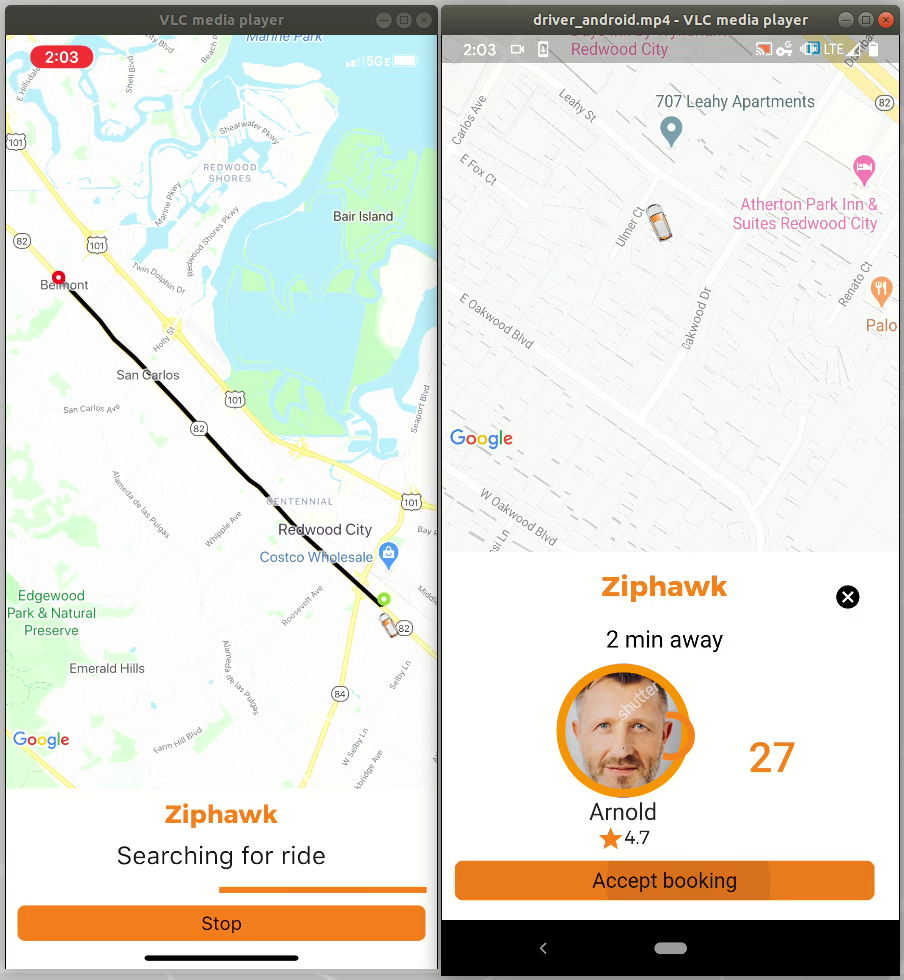 VLC media player
2:03
5G E
Marine Park
Beach P
Shell Blvd
E Hillsdale
101
Shearwater Pkwy
REDWOOD
SHORES
Marine Pkwy
Redwood Shores Pkwy
Bair Island
82
101
Twin Dolphin Dr
Belmont
Holly St
San Carlos
101
San Carlos Ave
Seaport Blvd
82
Alameda de las Pulgas
CENTENNIAL
101
Whipple Ave
Redwood City
Bay R
Costco Wholesale
Edgewood
Park & Natural
Preserve
Roosevelt Ave
Middle
82
Alameda de las Pulgas
Emerald Hills
Selby Ln
84
Google
Farm Hill Blvd
W Selby Ln
kbridge Ave
Ziphawk
Searching for ride
Stop
driver_android.mp4 - VLC media player
2:03
G
LTE
Redwood City
Dumba
707 Leahy Apartments
82
Leahy St
Carlos Ave
E Fox Ct
Atherton Park Inn &
Suites Redwood City
Ulmer Ct
Renato Ct
E Oakwood Blvd
Oakwood Dr
Palo
Google
W Oakwood Blvd
ssi Ln
Ziphawk
2 min away
shutter
27
Arnold
4.7
Accept booking